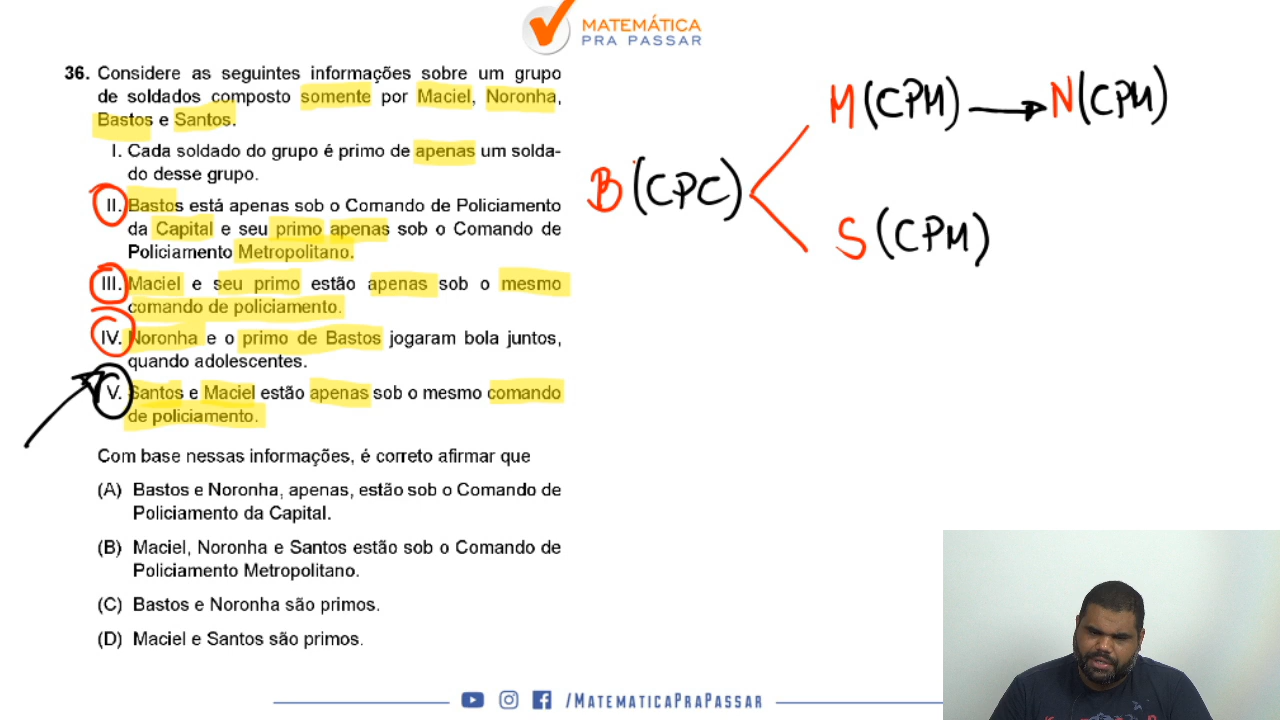 MATEMÁTICA
PRA PASSAR
36. Considere as seguintes informações sobre um grupo
de soldados composto somente por Maciel, Noronha,
Bastos e Santos.
I. Cada soldado do grupo é primo de apenas um solda-
do desse grupo.
II. Bastos está apenas sob o Comando de Policiamento
da Capital e seu primo apenas sob o Comando de
Policiamento Metropolitano.
III. Maciel e seu primo estão apenas sob o mesmo
comando de policiamento.
IV. Noronha e o primo de Bastos jogaram bola juntos,
quando adolescentes.
V. Santos e Maciel estão apenas sob o mesmo comando
de policiamento.
Com base nessas informações, é correto afirmar que
(A) Bastos e Noronha, apenas, estão sob o Comando de
Policiamento da Capital.
(B) Maciel, Noronha e Santos estão sob o Comando de
Policiamento Metropolitano.
(C) Bastos e Noronha são primos.
(D) Maciel e Santos são primos.
M (CPM) → N (CPM)
B (CPC)
S (CPM)
/MATEMATICAPRAPASSAR